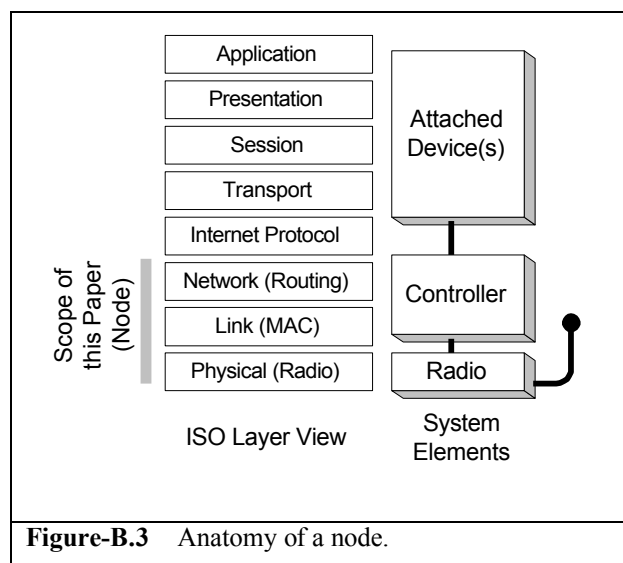 Application
Presentation
Session
Transport
Internet Protocol
Network (Routing)
Link (MAC)
Physical (Radio)
Scope of
this Paper
(Node)
ISO Layer View
Attached
Device(s)
Controller
Radio
System
Elements
Figure-B.3 Anatomy of a node.